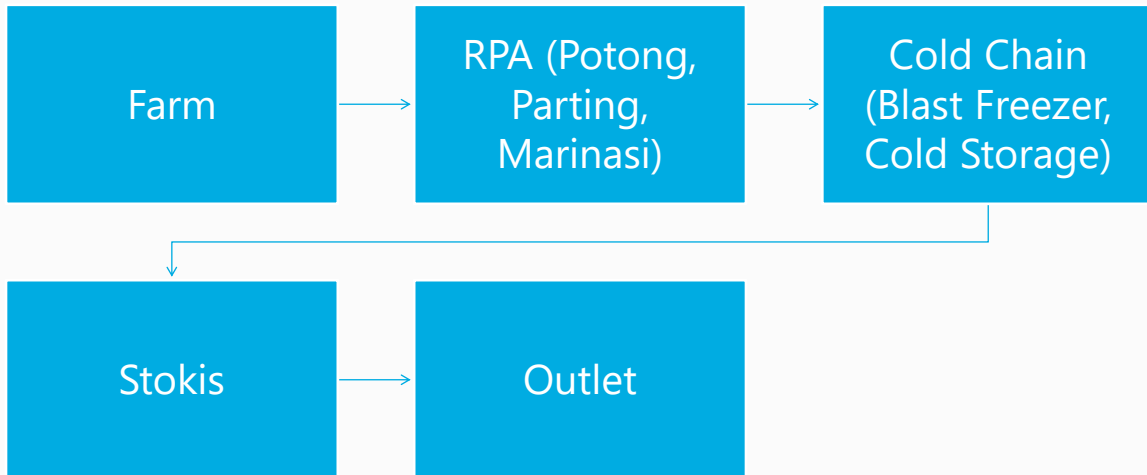 Farm
RPA (Potong,
Parting,
Marinasi)
Cold Chain
(Blast Freezer,
Cold Storage)
Stokis
Outlet